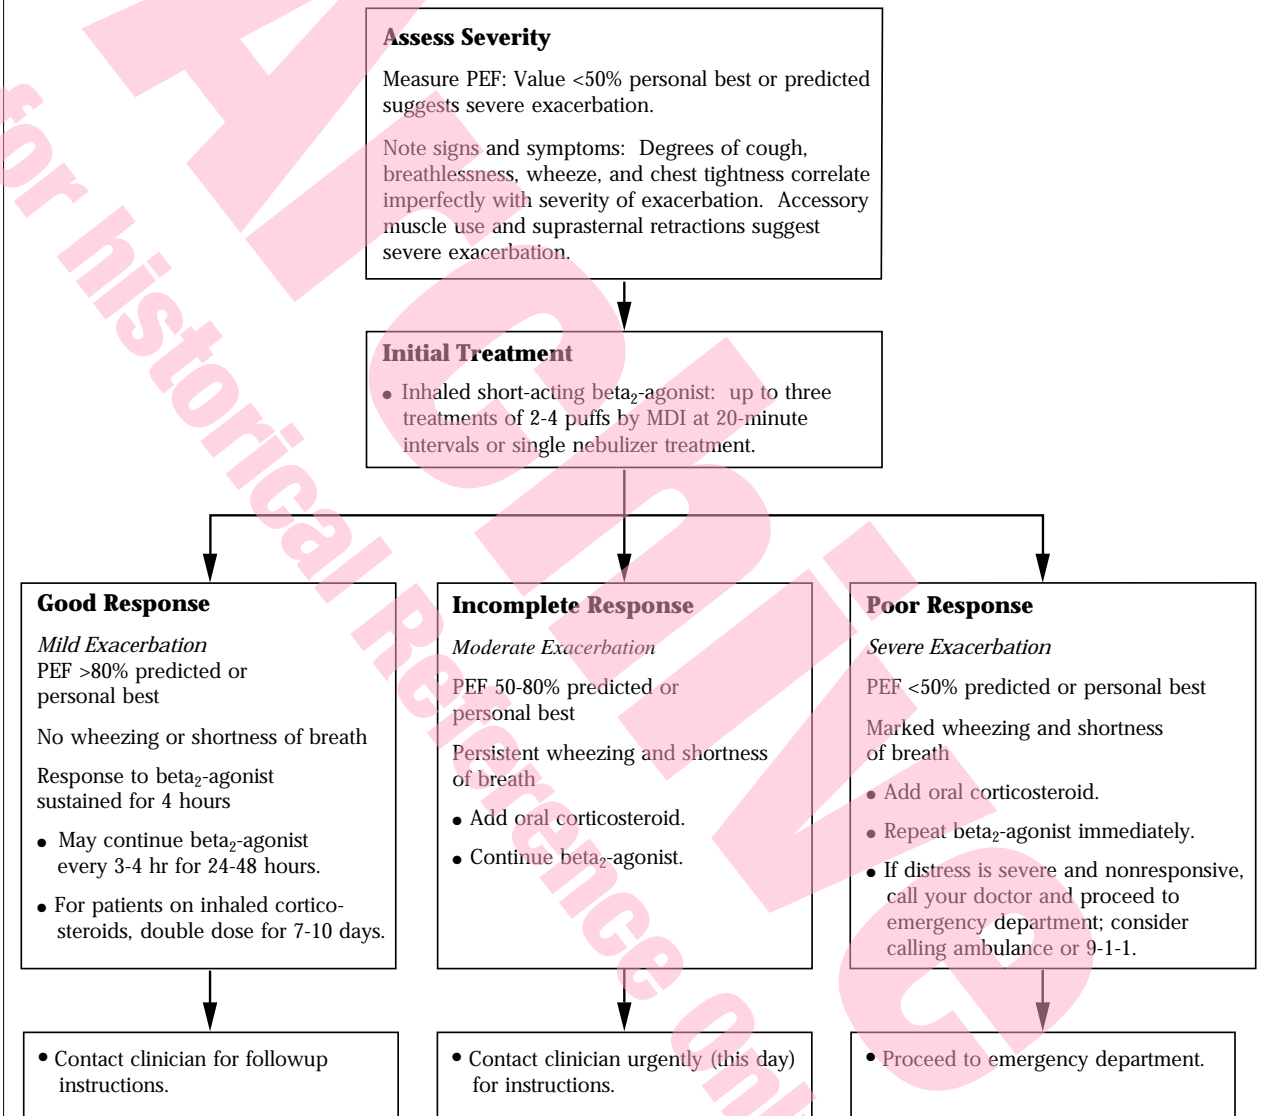 Assess Severity
Measure PEF: Value <50% personal best or predicted
suggests severe exacerbation.
Note signs and symptoms: Degrees of cough,
breathlessness, wheeze, and chest tightness correlate
imperfectly with severity of exacerbation. Accessory
muscle use and suprasternal retractions suggest
severe exacerbation.
Initial Treatment
• Inhaled short-acting beta₂-agonist: up to three
treatments of 2-4 puffs by MDI at 20-minute
intervals or single nebulizer treatment.
Good Response
Mild Exacerbation
PEF >80% predicted or
personal best
No wheezing or shortness of breath
Response to beta₂-agonist
sustained for 4 hours
• May continue beta₂-agonist
every 3-4 hr for 24-48 hours.
• For patients on inhaled cortico-
steroids, double dose for 7-10 days.
• Contact clinician for followup
instructions.
Incomplete Response
Moderate Exacerbation
PEF 50-80% predicted or
personal best
Persistent wheezing and shortness
of breath
• Add oral corticosteroid.
• Continue beta₂-agonist.
• Contact clinician urgently (this day)
for instructions.
Poor Response
Severe Exacerbation
PEF <50% predicted or personal best
Marked wheezing and shortness
of breath
• Add oral corticosteroid.
• Repeat beta₂-agonist immediately.
• If distress is severe and nonresponsive,
call your doctor and proceed to
emergency department; consider
calling ambulance or 9-1-1.
• Proceed to emergency department.
Archive
for historical Reference Only